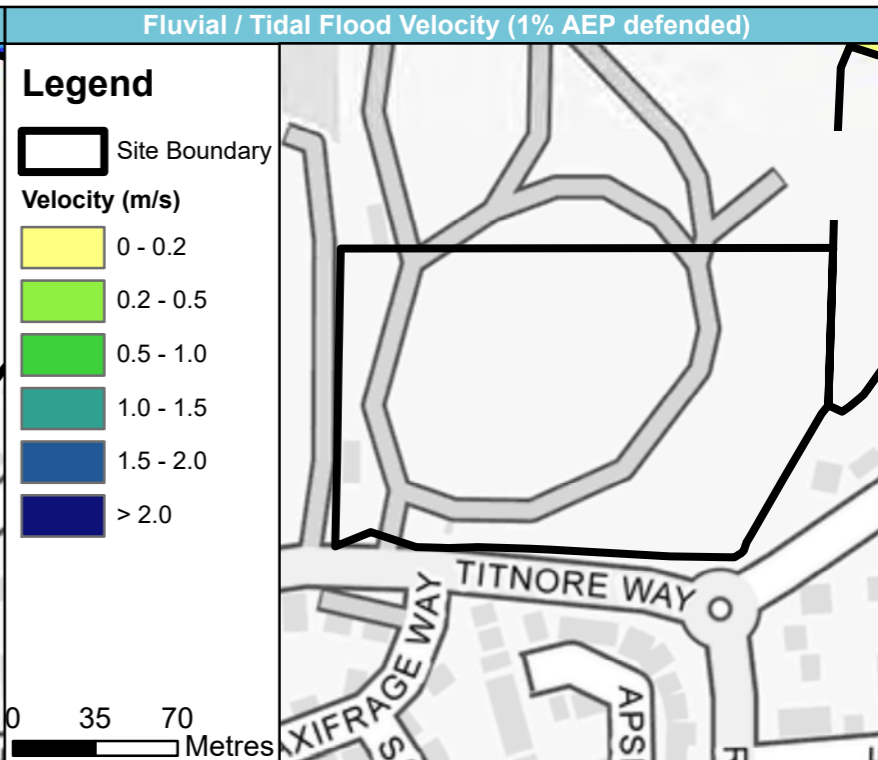 Fluvial / Tidal Flood Velocity (1% AEP defended)
Legend
Site Boundary
Velocity (m/s)
0 - 0.2
0.2 - 0.5
0.5 - 1.0
1.0 - 1.5
1.5 - 2.0
> 2.0
0 35 70
Metres
TITNORE WAY
AXIFRAGE WAY
S
APS